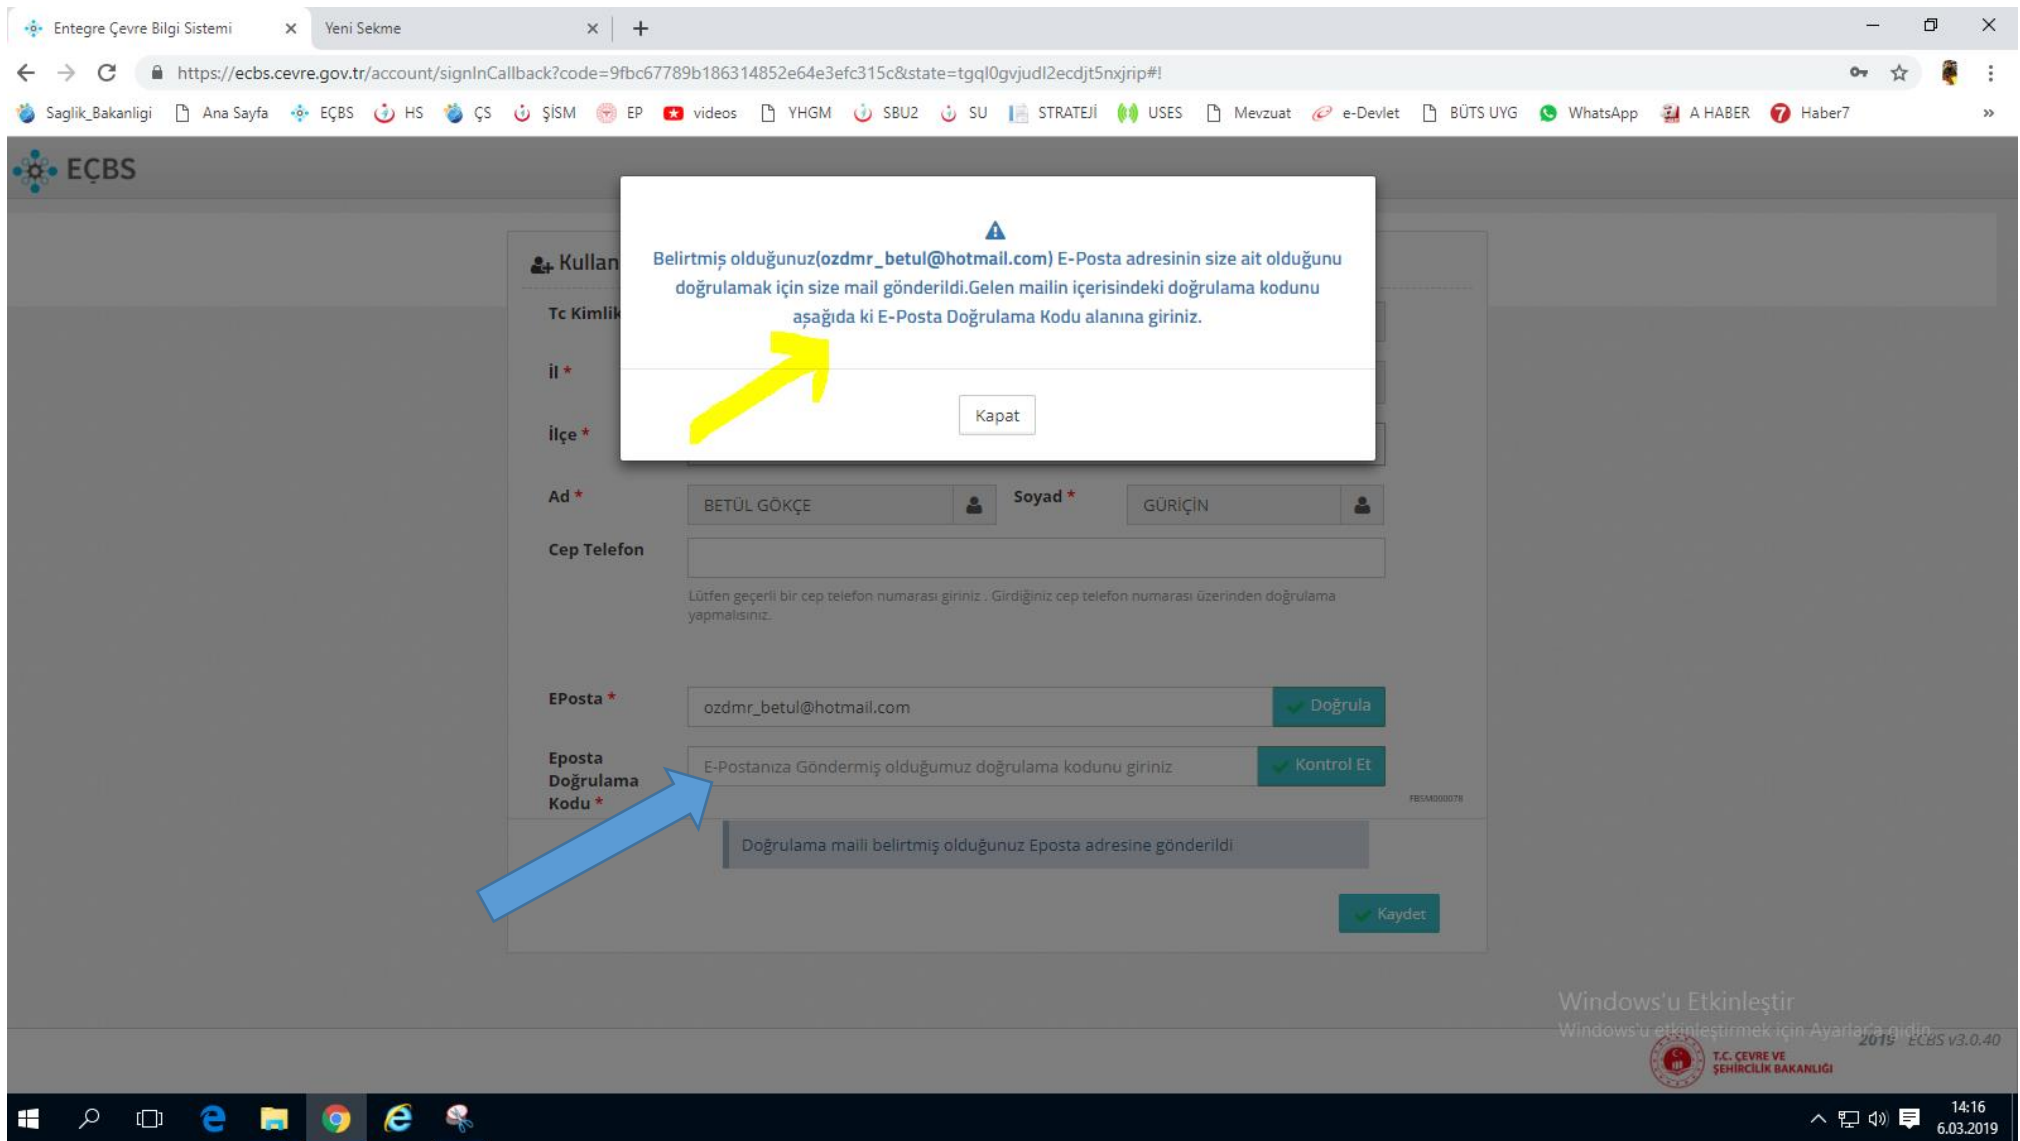 Entegre Çevre Bilgi Sistemi
Yeni Sekme
https://ecbs.cevre.gov.tr/account/signInCallback?code=9fbc67789b186314852e64e3efc315c&state=tgql0gvjudl2ecdjt5nxjrip#!
Saglik_Bakanligi Ana Sayfa EÇBS HS ÇS ŞİSM EP videos YHGM SBU2 SU STRATEJİ USES Mevzuat e-Devlet BÜTS UYG WhatsApp A HABER Haber7 »
EÇBS
Belirtmiş olduğunuz(ozdmr_betul@hotmail.com) E-Posta adresinin size ait olduğunu
doğrulamak için size mail gönderildi.Gelen mailin içerisindeki doğrulama kodunu
aşağıda ki E-Posta Doğrulama Kodu alanına giriniz.
Kapat
Kullan
Tc Kimlik
İl *
İlçe *
Ad * BETÜL GÖKÇE Soyad * GÜRİÇİN
Cep Telefon
Lütfen geçerli bir cep telefon numarası giriniz . Girdiğiniz cep telefon numarası üzerinden doğrulama
yapmalısınız.
EPosta * ozdmr_betul@hotmail.com Doğrula
Eposta
Doğrulama
Kodu *
E-Postanıza Göndermiş olduğumuz doğrulama kodunu giriniz Kontrol Et
FBSM000078
Doğrulama maili belirtmiş olduğunuz Eposta adresine gönderildi
Kaydet
Windows'u Etkinleştir
Windows'u etkinleştirmek için Ayarlar'a gidin.
2019 ECBS v3.0.40
T.C. ÇEVRE VE
ŞEHİRCİLİK BAKANLIĞI
14:16
6.03.2019